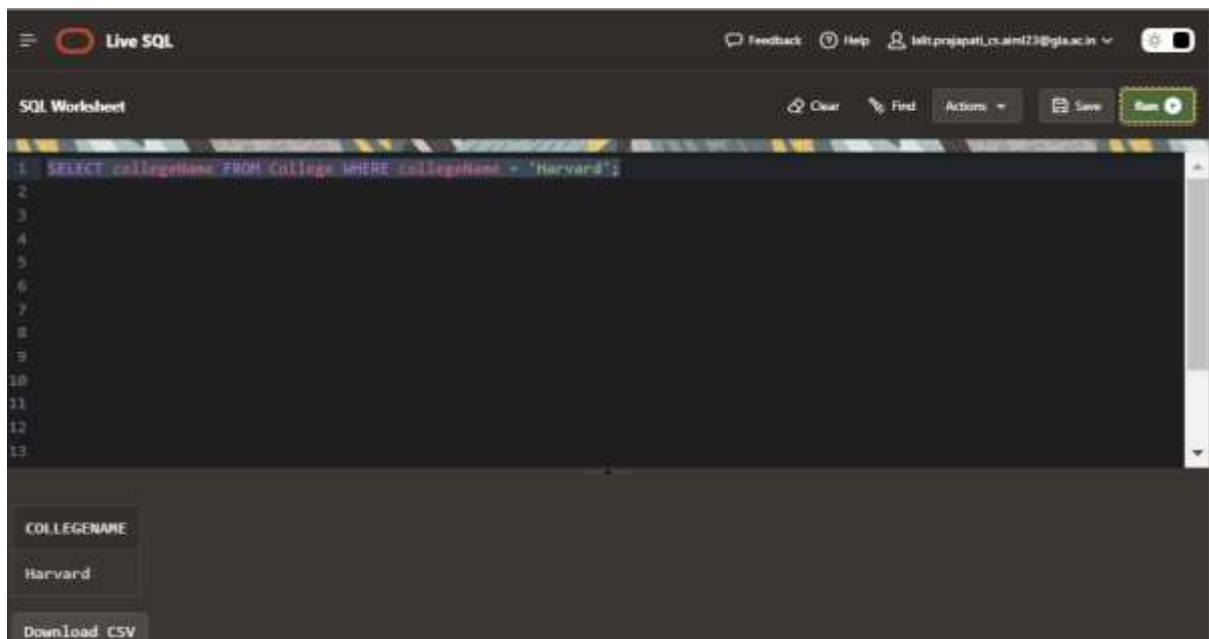 Live SQL
Feedback Help lalit.prajapati_cs.aiml23@gla.ac.in
SQL Worksheet
Clear Find Actions Save Run
1 SELECT collegeName FROM College WHERE collegeName = 'Harvard';
2
3
4
5
6
7
8
9
10
11
12
13
COLLEGENAME
Harvard
Download CSV